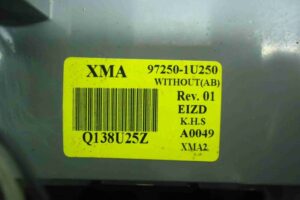 XMA 97250-1U250
WITHOUT(AB)
Rev. 01
EIZD
K.H.S
Q138U25Z A0049
XMA2